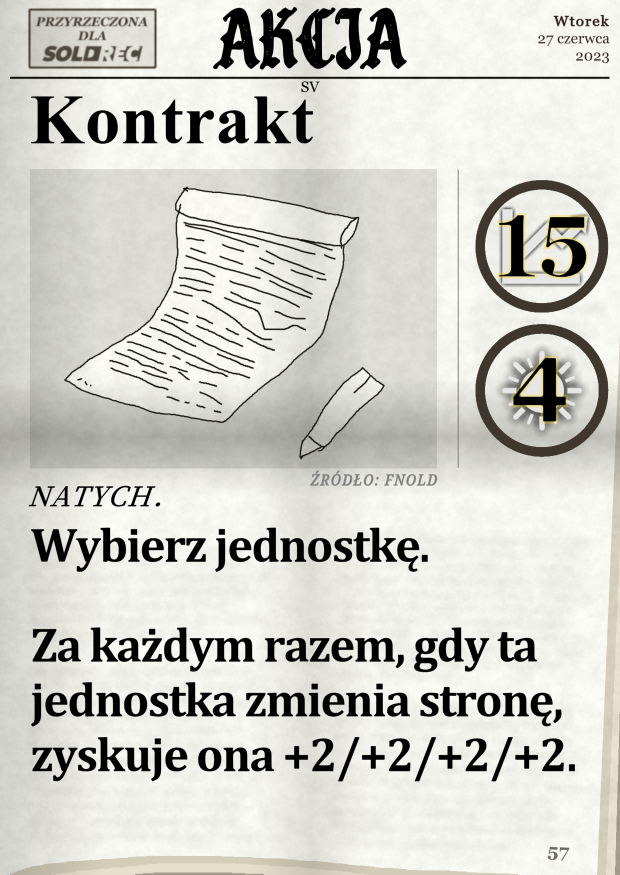 PRZYRZECZONA
DLA
SOLDREC
AKCJA
Wtorek
27 czerwca
2023
SV
Kontrakt
15
4
ŹRÓDŁO: FNOLD
NATYCH.
Wybierz jednostkę.
Za każdym razem, gdy ta
jednostka zmienia stronę,
zyskuje ona +2/+2/+2/+2.
57